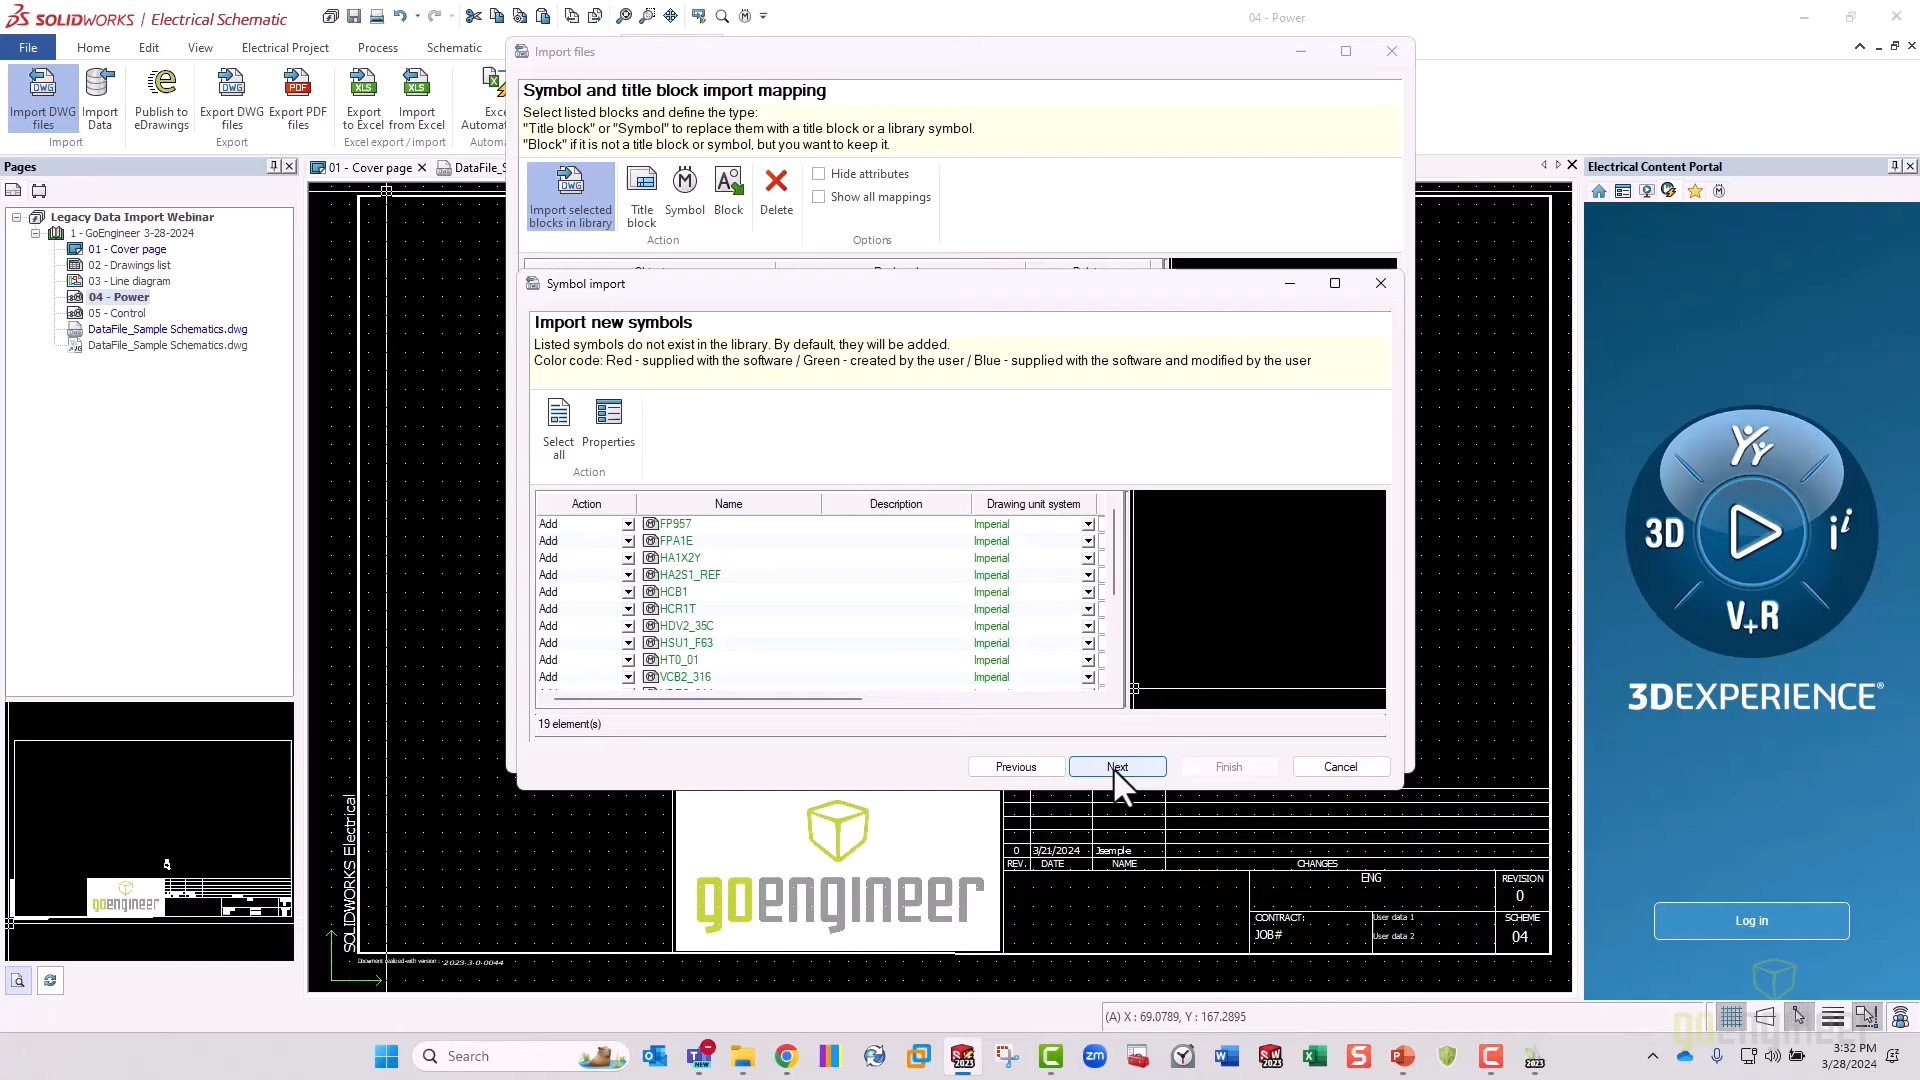 SOLIDWORKS / Electrical Schematic
04 - Power
File Home Edit View Electrical Project Process Schematic
Import DWG files
Import Data
Import
Publish to eDrawings
Export DWG files
Export PDF files
Export
Export to Excel
Import from Excel
Excel export / import
Pages
Legacy Data Import Webinar
1 - GoEngineer 3-28-2024
01 - Cover page
02 - Drawings list
03 - Line diagram
04 - Power
05 - Control
DataFile_Sample Schematics.dwg
DataFile_Sample Schematics.dwg
01 - Cover page
Import files
Symbol and title block import mapping
Select listed blocks and define the type:
"Title block" or "Symbol" to replace them with a title block or a library symbol.
"Block" if it is not a title block or symbol, but you want to keep it.
Import selected blocks in library
Title block
Symbol
Block
Delete
Action
Hide attributes
Show all mappings
Options
Symbol import
Import new symbols
Listed symbols do not exist in the library. By default, they will be added.
Color code: Red - supplied with the software / Green - created by the user / Blue - supplied with the software and modified by the user
Select all
Properties
Action
Action Name Description Drawing unit system
Add FP957 Imperial
Add FPA1E Imperial
Add HA1X2Y Imperial
Add HA2S1_REF Imperial
Add HCB1 Imperial
Add HCR1T Imperial
Add HDV2_35C Imperial
Add HSU1_F63 Imperial
Add HT0_01 Imperial
Add VCB2_316 Imperial
19 element(s)
Previous Next Finish Cancel
Electrical Content Portal
3D
V+R
3DEXPERIENCE
Log in
SOLIDWORKS Electrical
goengineer
0 3/21/2024 Jsemple
REV. DATE NAME CHANGES
ENG
REVISION
0
CONTRACT:
JOB#
User data 1
User data 2
SCHEME
04
Document realized with version : 2023.3.0.0044
goengineer
(A) X : 69.0789, Y : 167.2895
goengineer
Search
3:32 PM
3/28/2024